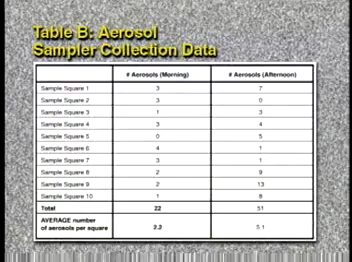 Table B: Aerosol
Sampler Collection Data
# Aerosols (Morning) # Aerosols (Afternoon)
Sample Square 1 3 7
Sample Square 2 3 0
Sample Square 3 1 3
Sample Square 4 3 4
Sample Square 5 0 5
Sample Square 6 4 1
Sample Square 7 3 1
Sample Square 8 2 9
Sample Square 9 2 13
Sample Square 10 1 8
Total 22 51
AVERAGE number
of aerosols per square 2.2 5.1